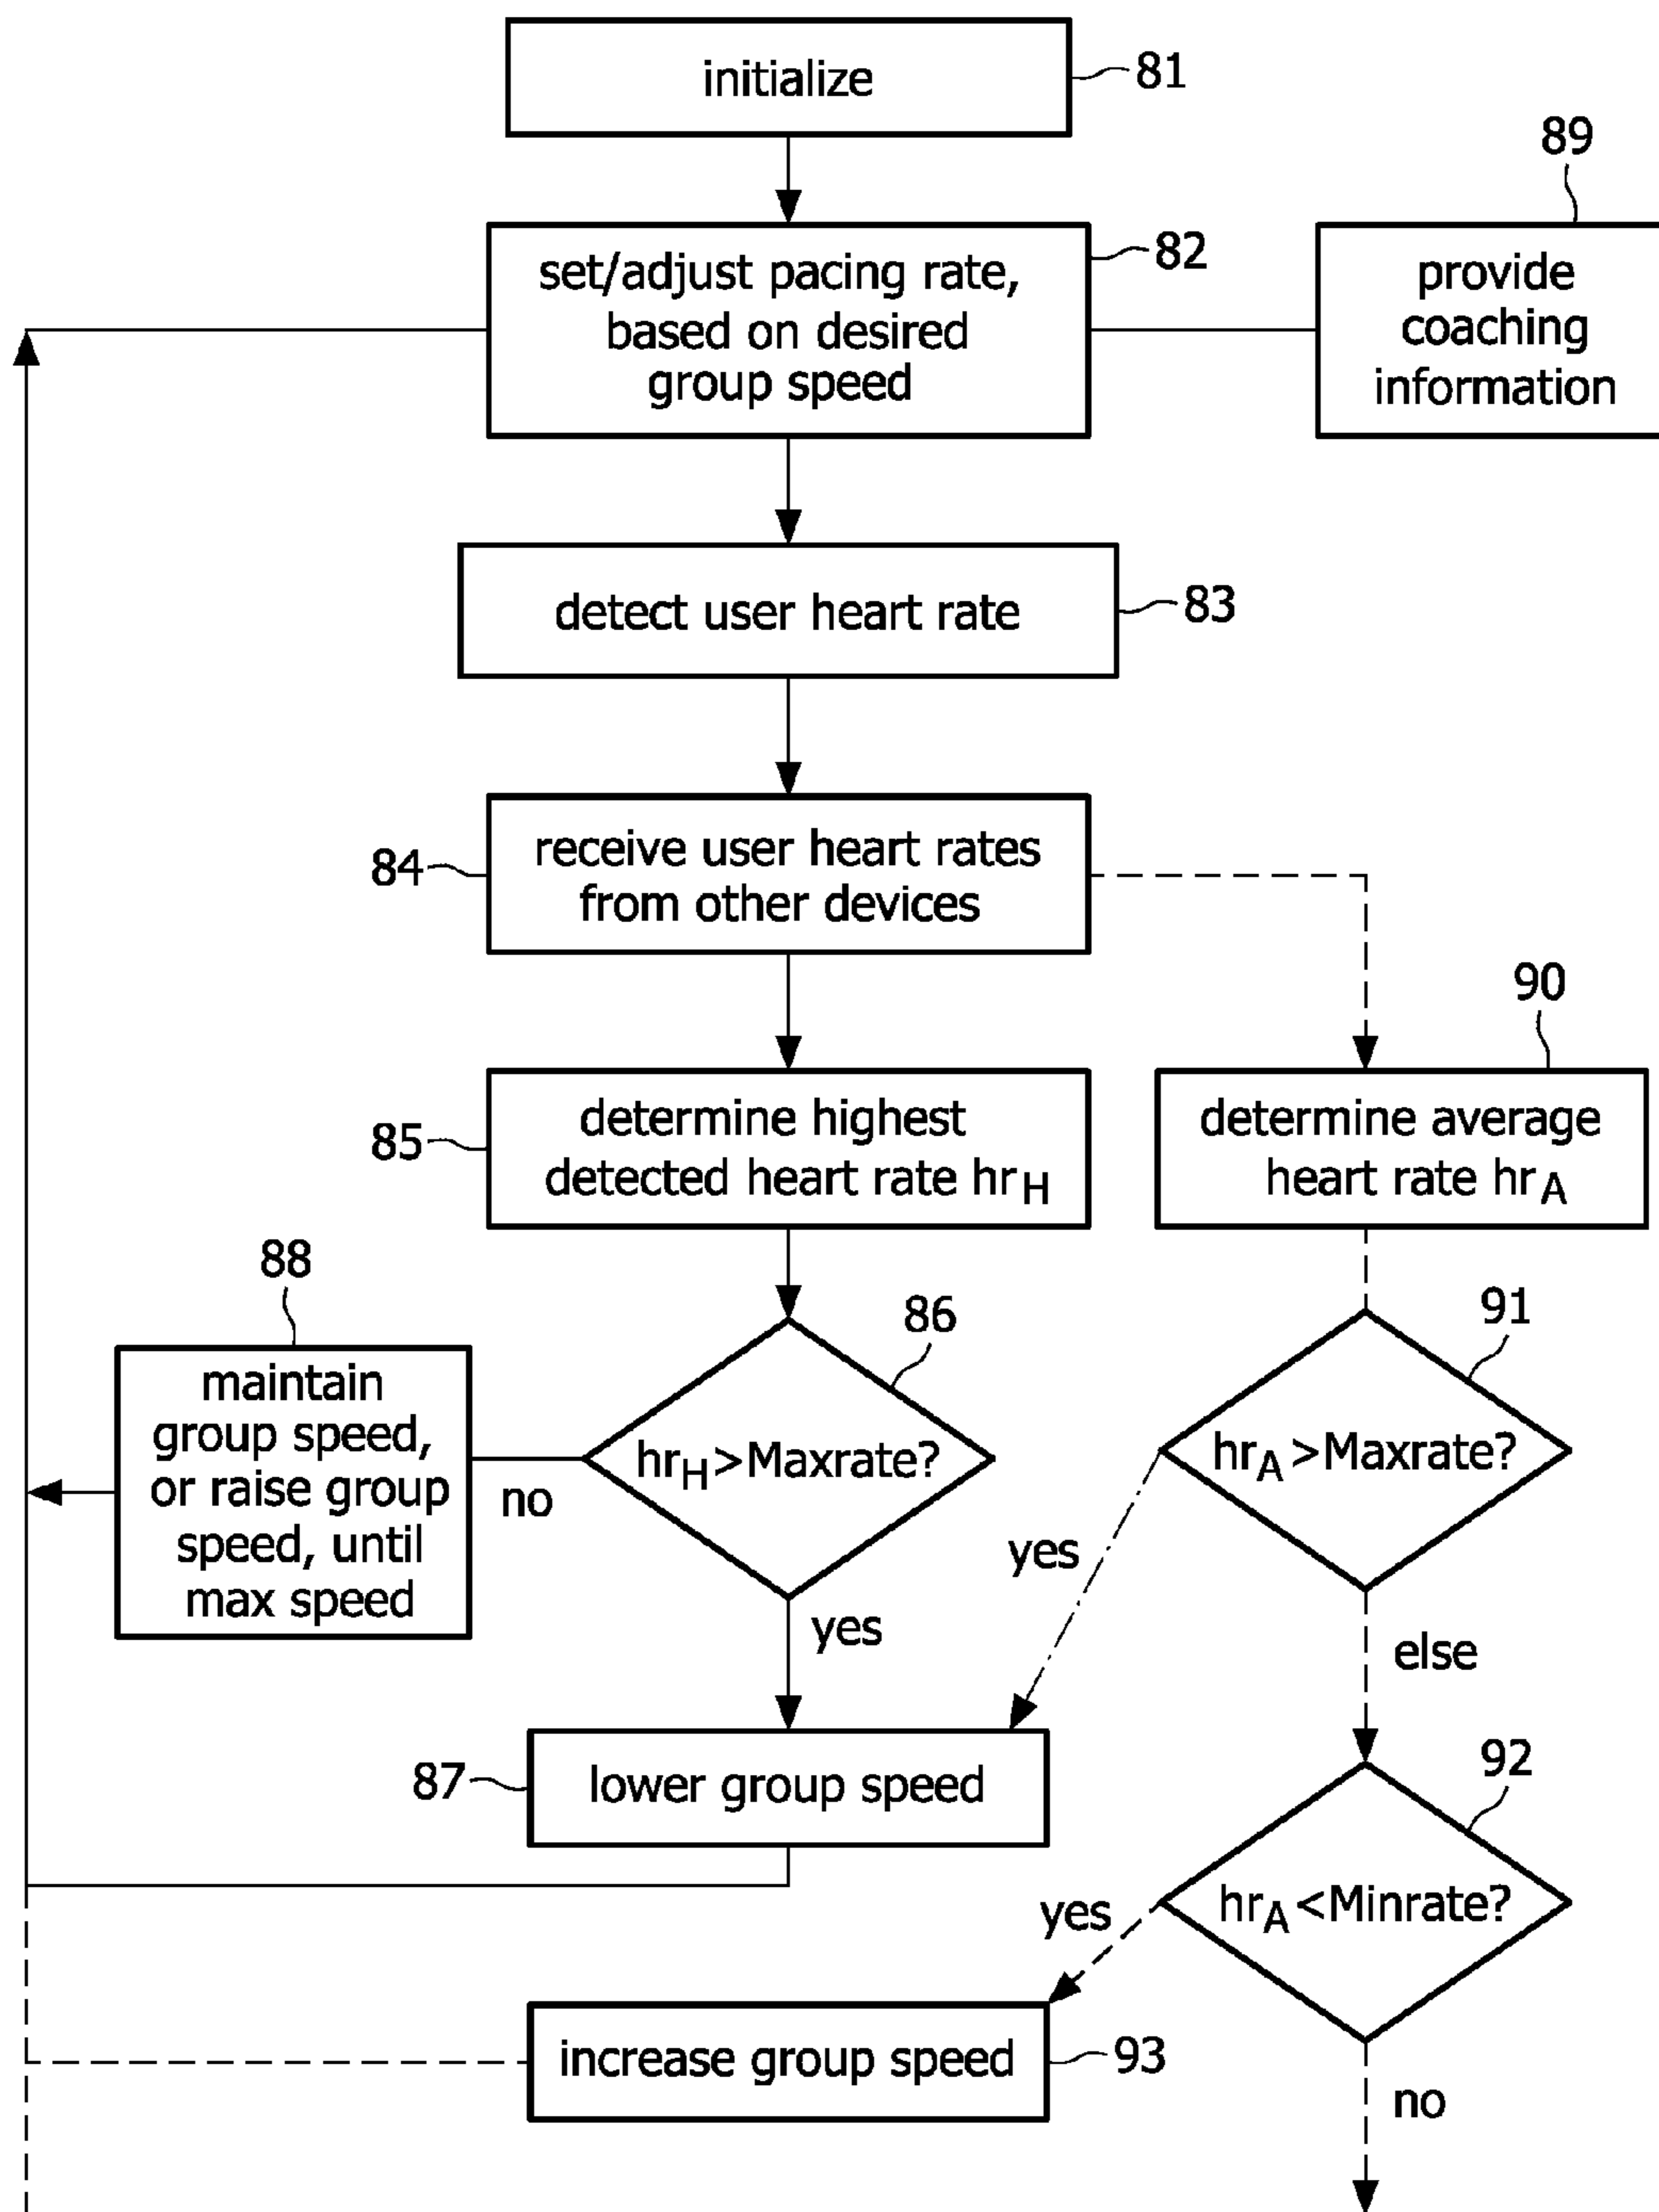 initialize
81
89
set/adjust pacing rate,
based on desired
group speed
82
provide
coaching
information
detect user heart rate
83
84
receive user heart rates
from other devices
90
85
determine highest
detected heart rate hrH
determine average
heart rate hrA
88
maintain
group speed,
or raise group
speed, until
max speed
86
hrH>Maxrate?
no
yes
91
hrA>Maxrate?
yes
else
87
lower group speed
92
hrA<Minrate?
yes
no
increase group speed
93